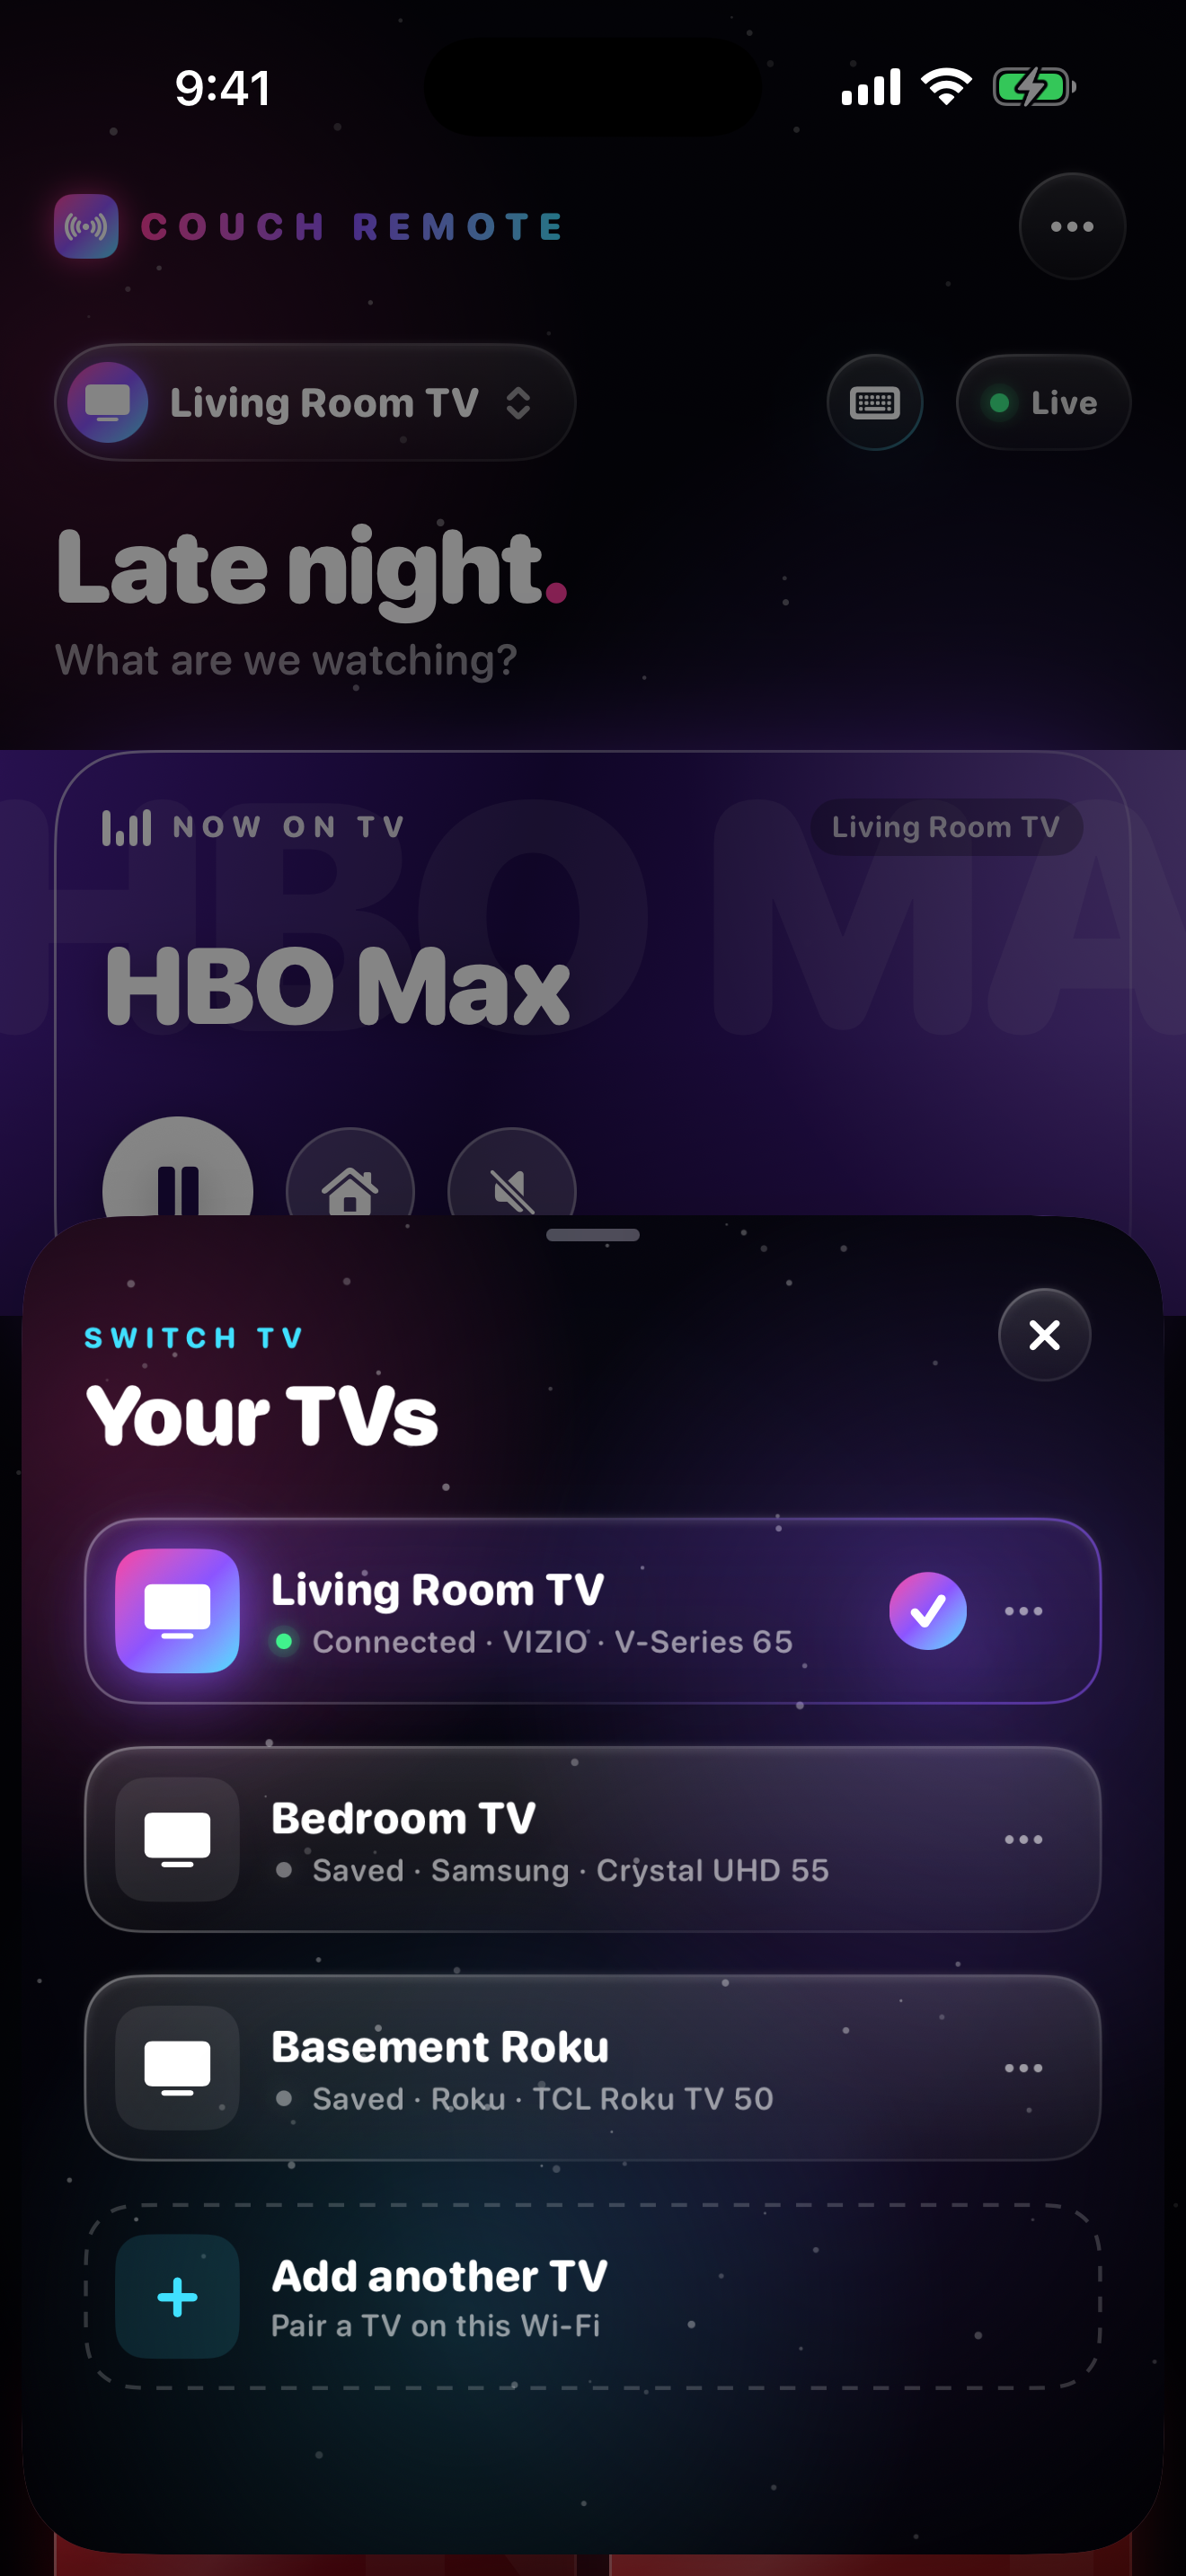 9:41
COUCH REMOTE
Living Room TV
Live
Late night.
What are we watching?
NOW ON TV
Living Room TV
HBO MA
HBO Max
SWITCH TV
Your TVs
Living Room TV
Connected · VIZIO · V-Series 65
Bedroom TV
Saved · Samsung · Crystal UHD 55
Basement Roku
Saved · Roku · TCL Roku TV 50
Add another TV
Pair a TV on this Wi-Fi